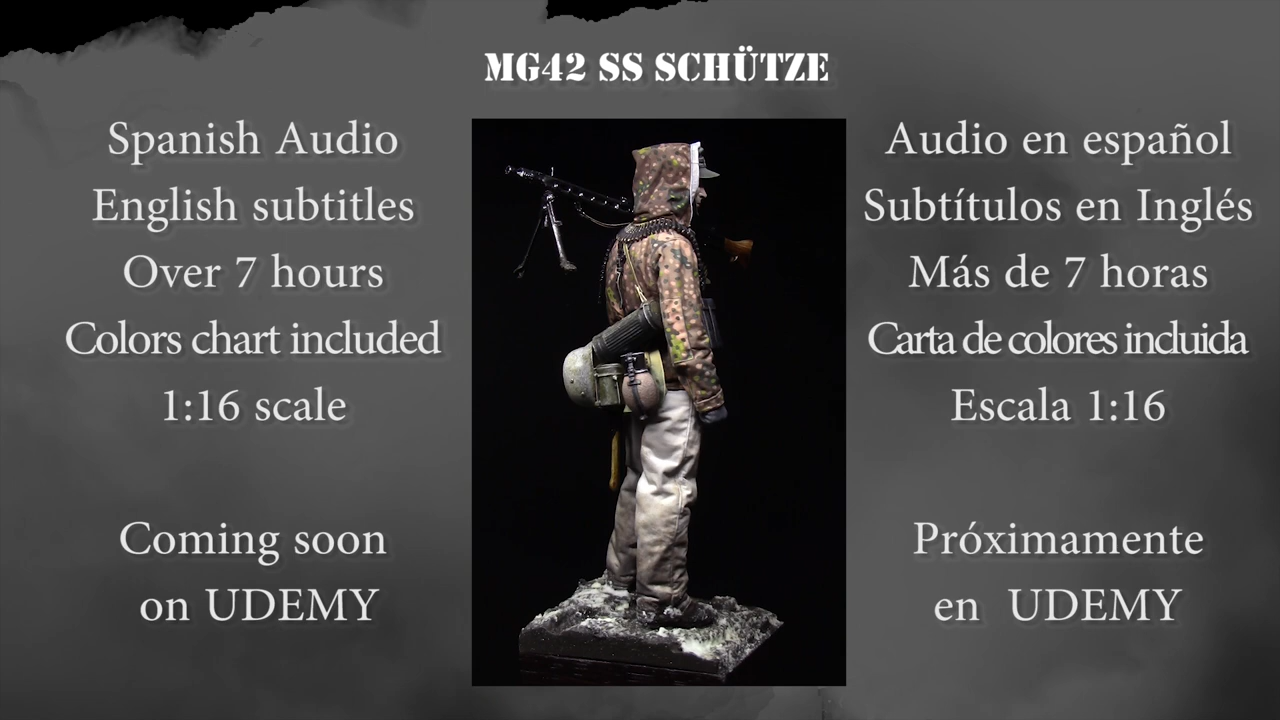 MG42 SS SCHÜTZE
Spanish Audio
English subtitles
Over 7 hours
Colors chart included
1:16 scale
Coming soon
on UDEMY
Audio en español
Subtítulos en Inglés
Más de 7 horas
Carta de colores incluida
Escala 1:16
Próximamente
en UDEMY